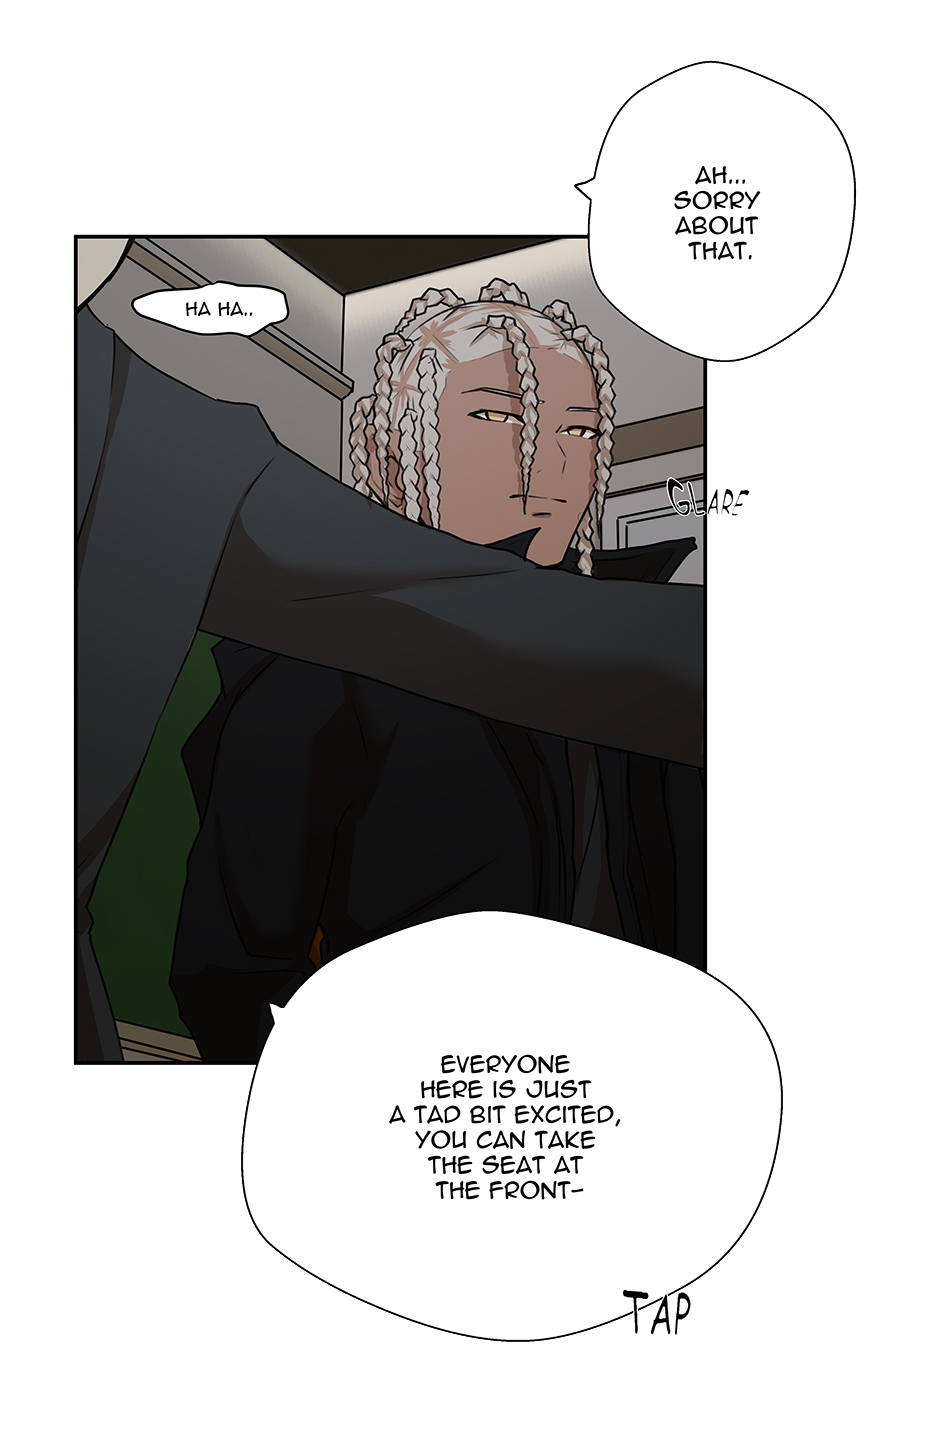 AH...
SORRY
ABOUT
THAT.
HA HA..
GLARE
EVERYONE
HERE IS JUST
A TAD BIT EXCITED,
YOU CAN TAKE
THE SEAT AT
THE FRONT-
TAP